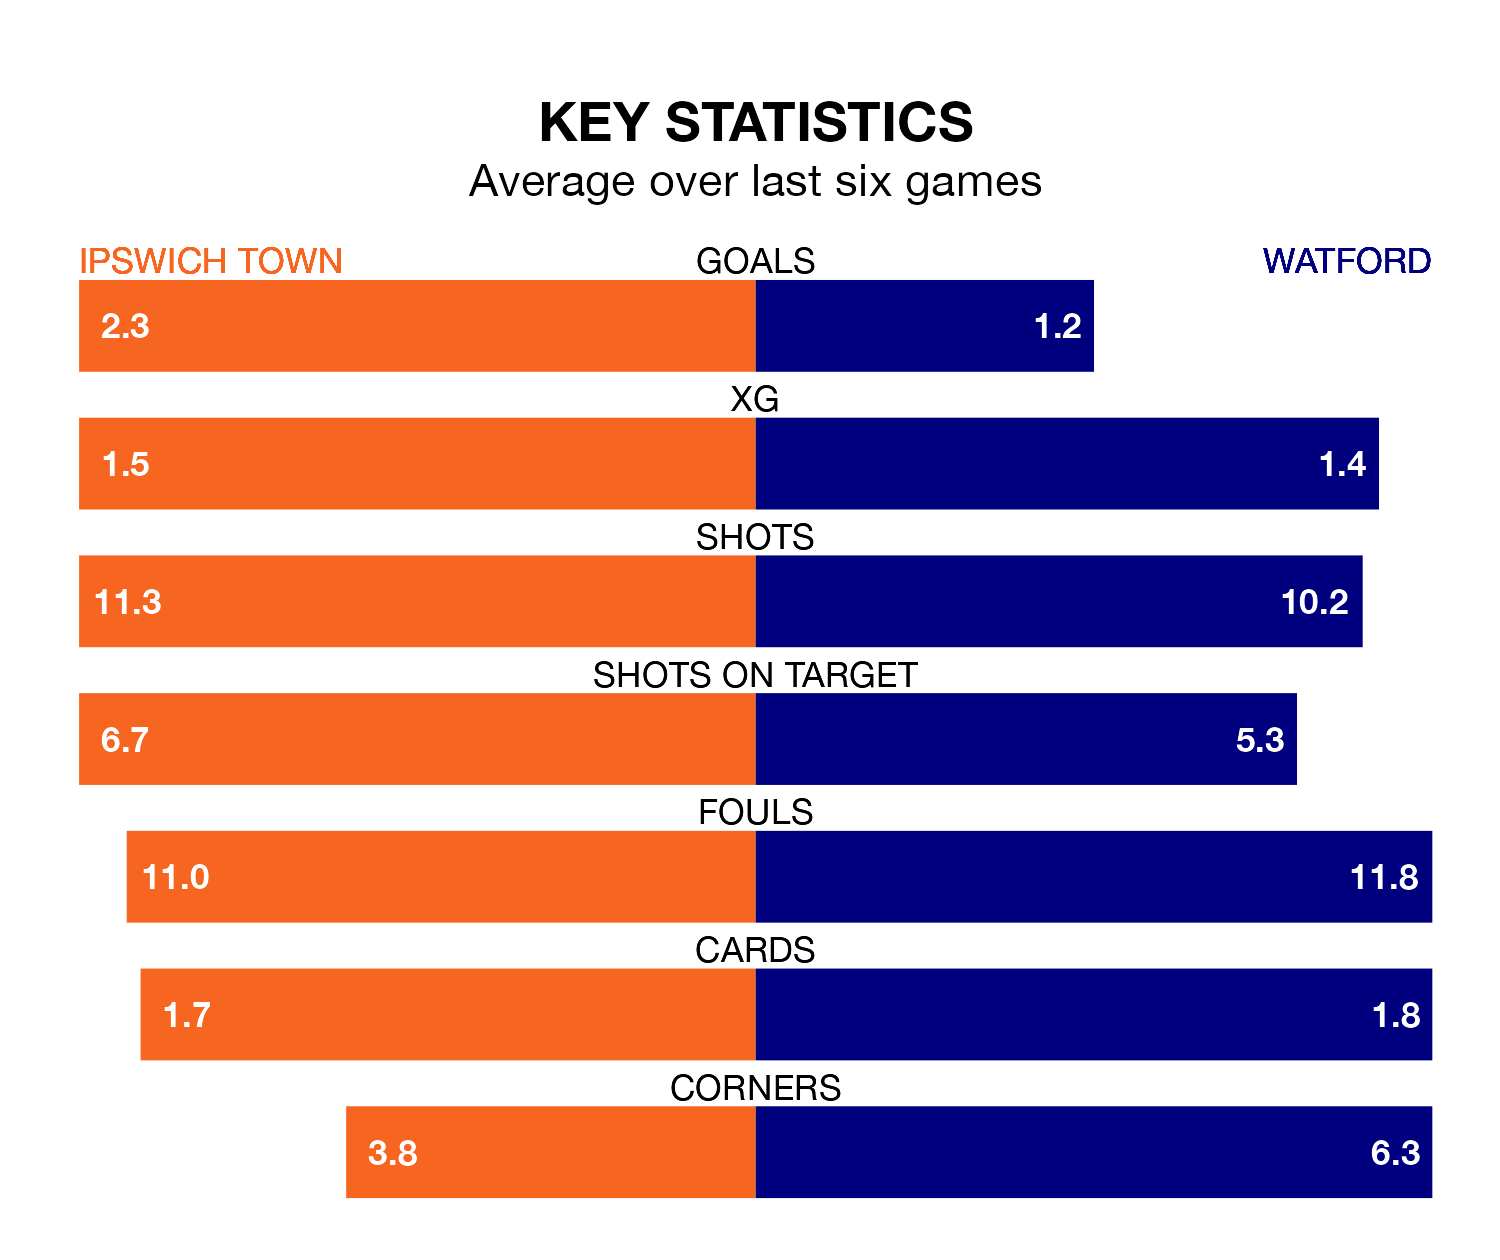 KEY STATISTICS
Average over last six games
IPSWICH TOWN GOALS WATFORD
2.3 1.2
XG
1.5 1.4
SHOTS
11.3 10.2
SHOTS ON TARGET
6.7 5.3
FOULS
11.0 11.8
CARDS
1.7 1.8
CORNERS
3.8 6.3